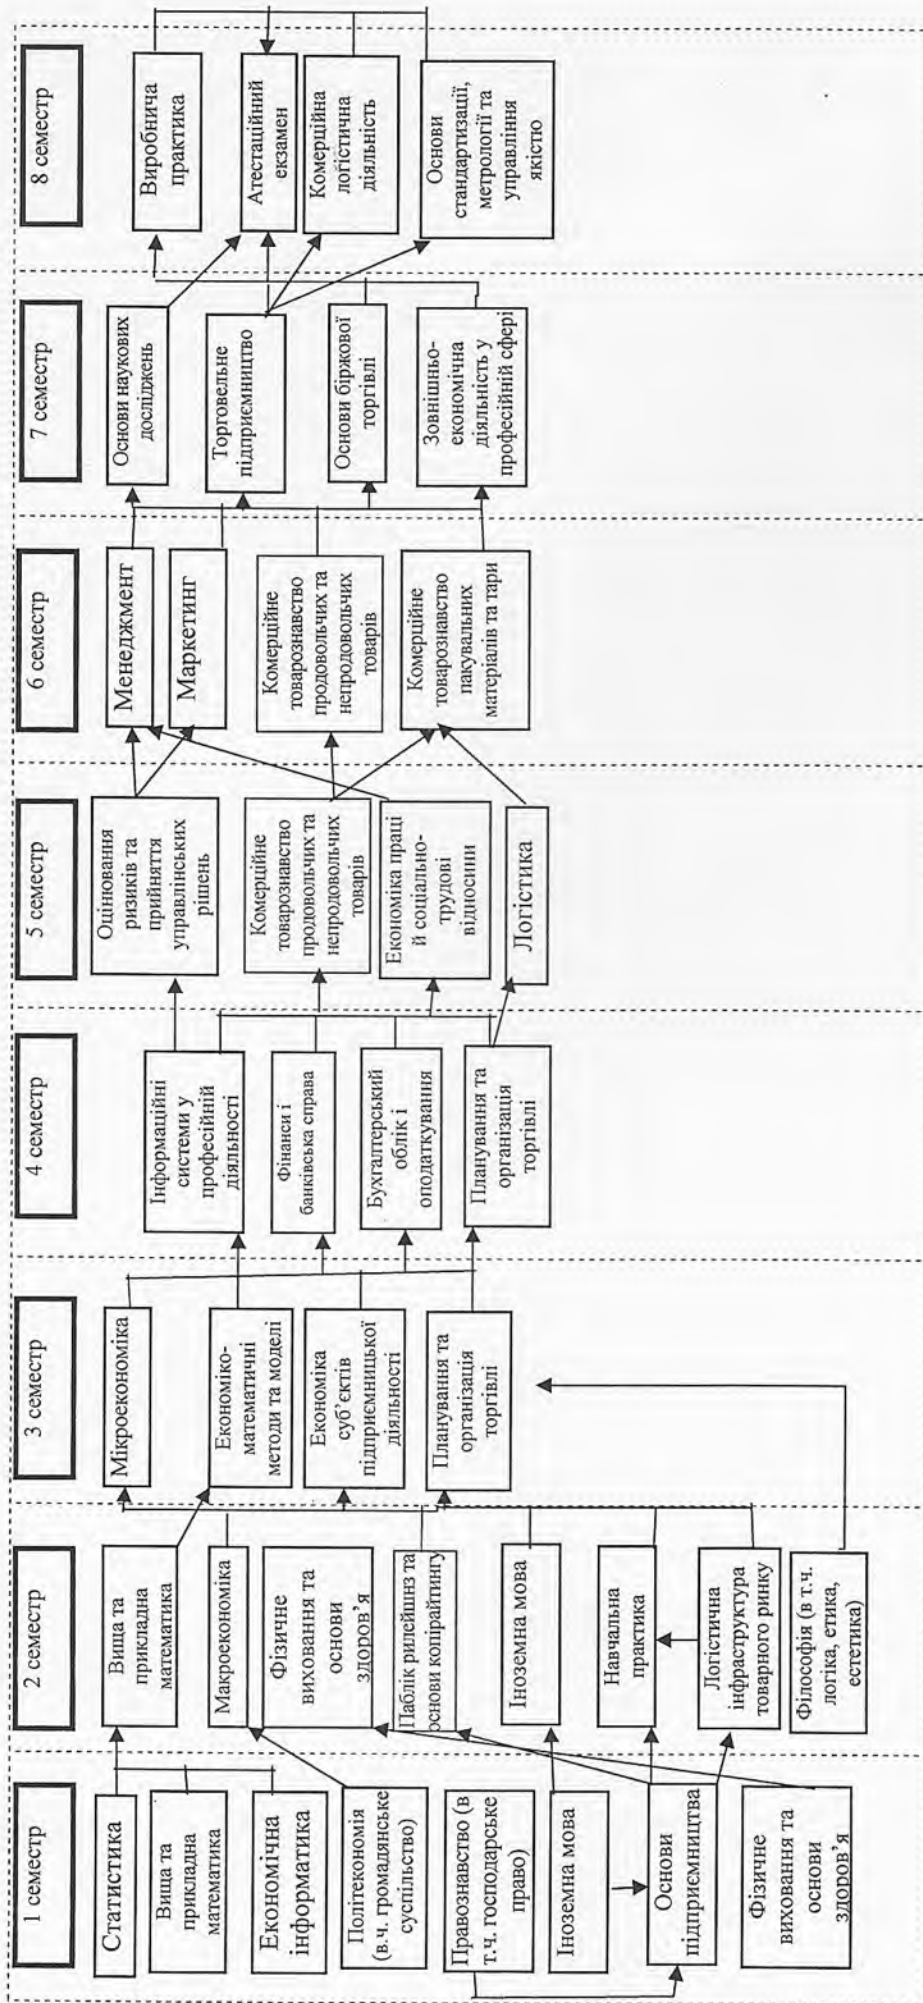 1 семестр
Статистика
Вища та
прикладна
математика
Економічна
інформатика
Політекономія
(в.ч. громадянське
суспільство)
Правознавство (в
т.ч. господарське
право)
Іноземна мова
Основи
підприємництва
Фізичне
виховання та
основи
здоров’я
2 семестр
Вища та
прикладна
математика
Макроекономіка
Фізичне
виховання та
основи
здоров’я
Паблік рилейшнз та
основи копірайтингу
Іноземна мова
Навчальна
практика
Логістична
інфраструктура
товарного ринку
Філософія (в т.ч.
логіка, етика,
естетика)
3 семестр
Мікроекономіка
Економіко-
математичні
методи та моделі
Економіка
суб’єктів
підприємницької
діяльності
Планування та
організація
торгівлі
4 семестр
Інформаційні
системи у
професійній
діяльності
Фінанси і
банківська справа
Бухгалтерський
облік і
оподаткування
Планування та
організація
торгівлі
5 семестр
Оцінювання
ризиків та
прийняття
управлінських
рішень
Комерційне
товарознавство
продовольчих та
непродовольчих
товарів
Економіка праці
й соціально-
трудові
відносини
Логістика
6 семестр
Менеджмент
Маркетинг
Комерційне
товарознавство
продовольчих та
непродовольчих
товарів
Комерційне
товарознавство
пакувальних
матеріалів та тари
7 семестр
Основи наукових
досліджень
Торговельне
підприємництво
Основи біржової
торгівлі
Зовнішньо-
економічна
діяльність у
професійній сфері
8 семестр
Виробнича
практика
Атестаційний
екзамен
Комерційна
логістична
діяльність
Основи
стандартизації,
метрології та
управління
якістю